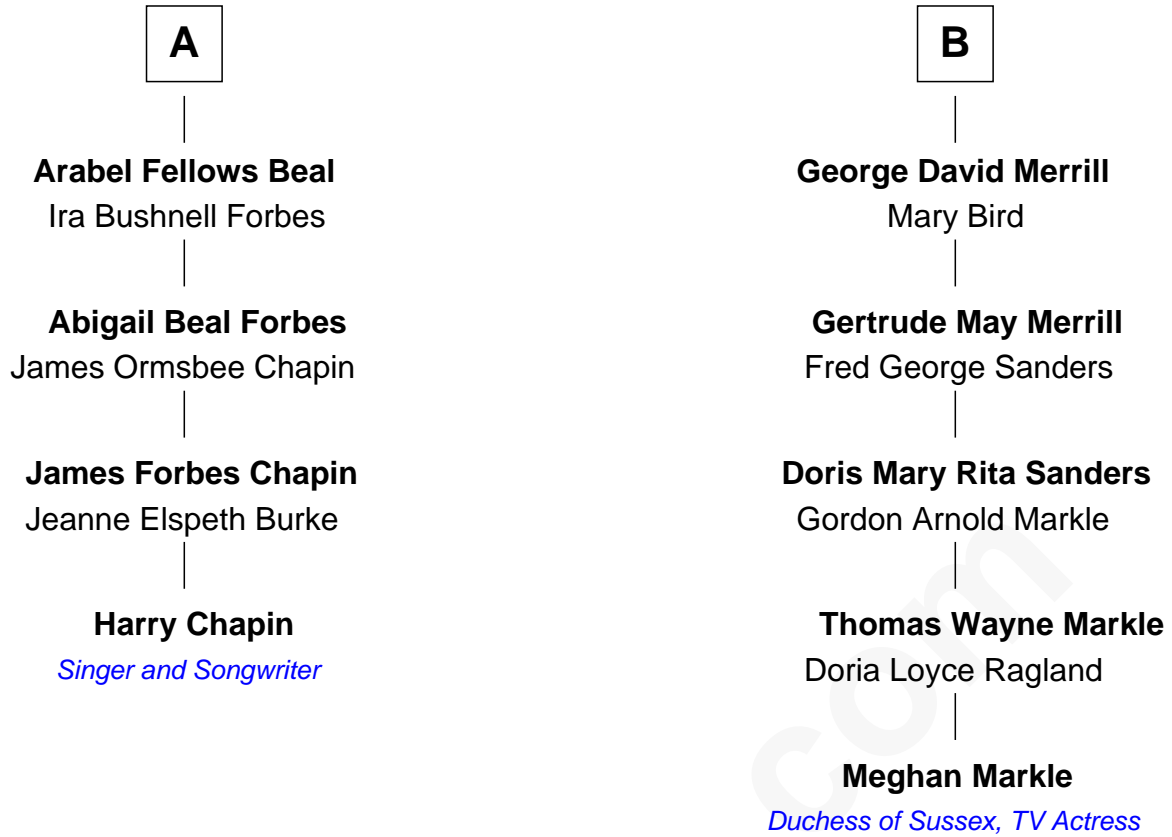 A
Arabel Fellows Beal
Ira Bushnell Forbes
Abigail Beal Forbes
James Ormsbee Chapin
James Forbes Chapin
Jeanne Elspeth Burke
Harry Chapin
Singer and Songwriter
B
George David Merrill
Mary Bird
Gertrude May Merrill
Fred George Sanders
Doris Mary Rita Sanders
Gordon Arnold Markle
Thomas Wayne Markle
Doria Loyce Ragland
Meghan Markle
Duchess of Sussex, TV Actress
com